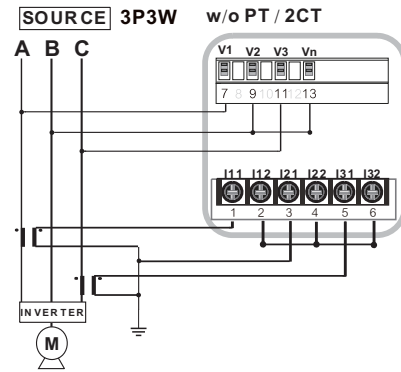 SOURCE 3P3W w/o PT / 2CT
A B C
V1 V2 V3 Vn
7 8 9 10 11 12 13
I11 I12 I21 I22 I31 I32
1 2 3 4 5 6
INVERTER
M